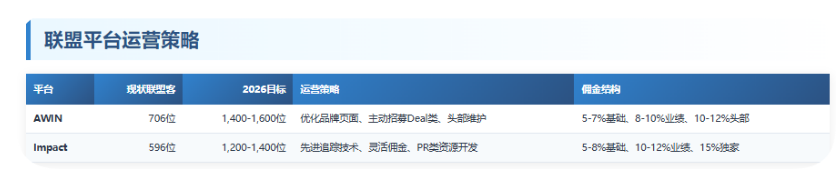 联盟平台运营策略
平台 现状联盟客 2026目标 运营策略 佣金结构
AWIN 706位 1,400-1,600位 优化品牌页面、主动招募Deal类、头部维护 5-7%基础、8-10%业绩、10-12%头部
Impact 596位 1,200-1,400位 先进追踪技术、灵活佣金、PR类资源开发 5-8%基础、10-12%业绩、15%独家